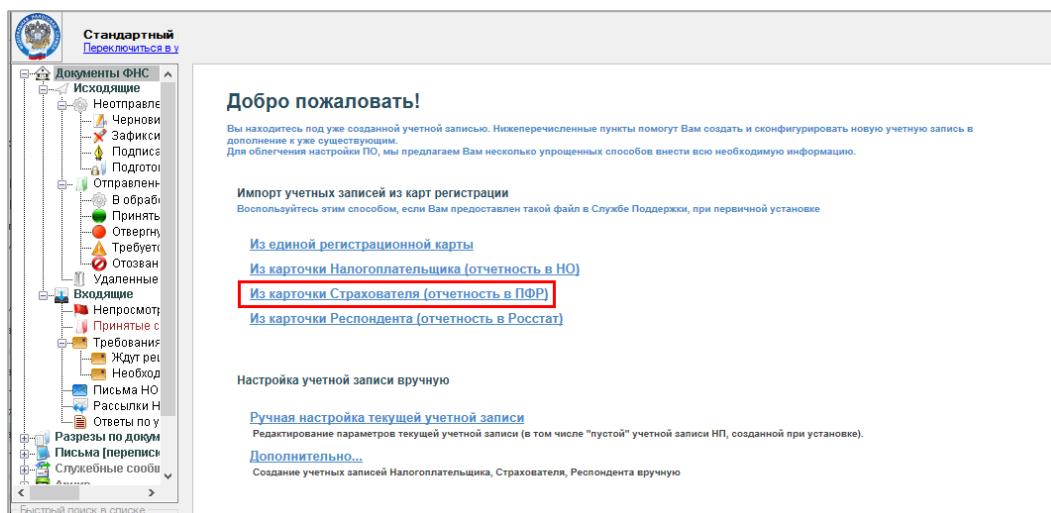 Стандартный
Переключиться в у
Документы ФНС
Исходящие
Неотправле
Чернови
Зафикси
Подписа
Подготов
Отправленн
В обраб
Принять
Отвергну
Требуетс
Отозван
Удаленные
Входящие
Непросмотр
Принятые с
Требования
Ждут реш
Необход
Письма НО
Рассылки Н
Ответы по у
Разрезы по докум
Письма (переписк
Служебные сообщ
Архив
Быстрый поиск в списке
Добро пожаловать!
Вы находитесь под уже созданной учетной записью. Нижеперечисленные пункты помогут Вам создать и сконфигурировать новую учетную запись в
дополнение к уже существующим.
Для облегчения настройки ПО, мы предлагаем Вам несколько упрощенных способов внести всю необходимую информацию.
Импорт учетных записей из карт регистрации
Воспользуйтесь этим способом, если Вам предоставлен такой файл в Службе Поддержки, при первичной установке
Из единой регистрационной карты
Из карточки Налогоплательщика (отчетность в НО)
Из карточки Страхователя (отчетность в ПФР)
Из карточки Респондента (отчетность в Росстат)
Настройка учетной записи вручную
Ручная настройка текущей учетной записи
Редактирование параметров текущей учетной записи (в том числе "пустой" учетной записи НП, созданной при установке).
Дополнительно...
Создание учетных записей Налогоплательщика, Страхователя, Респондента вручную